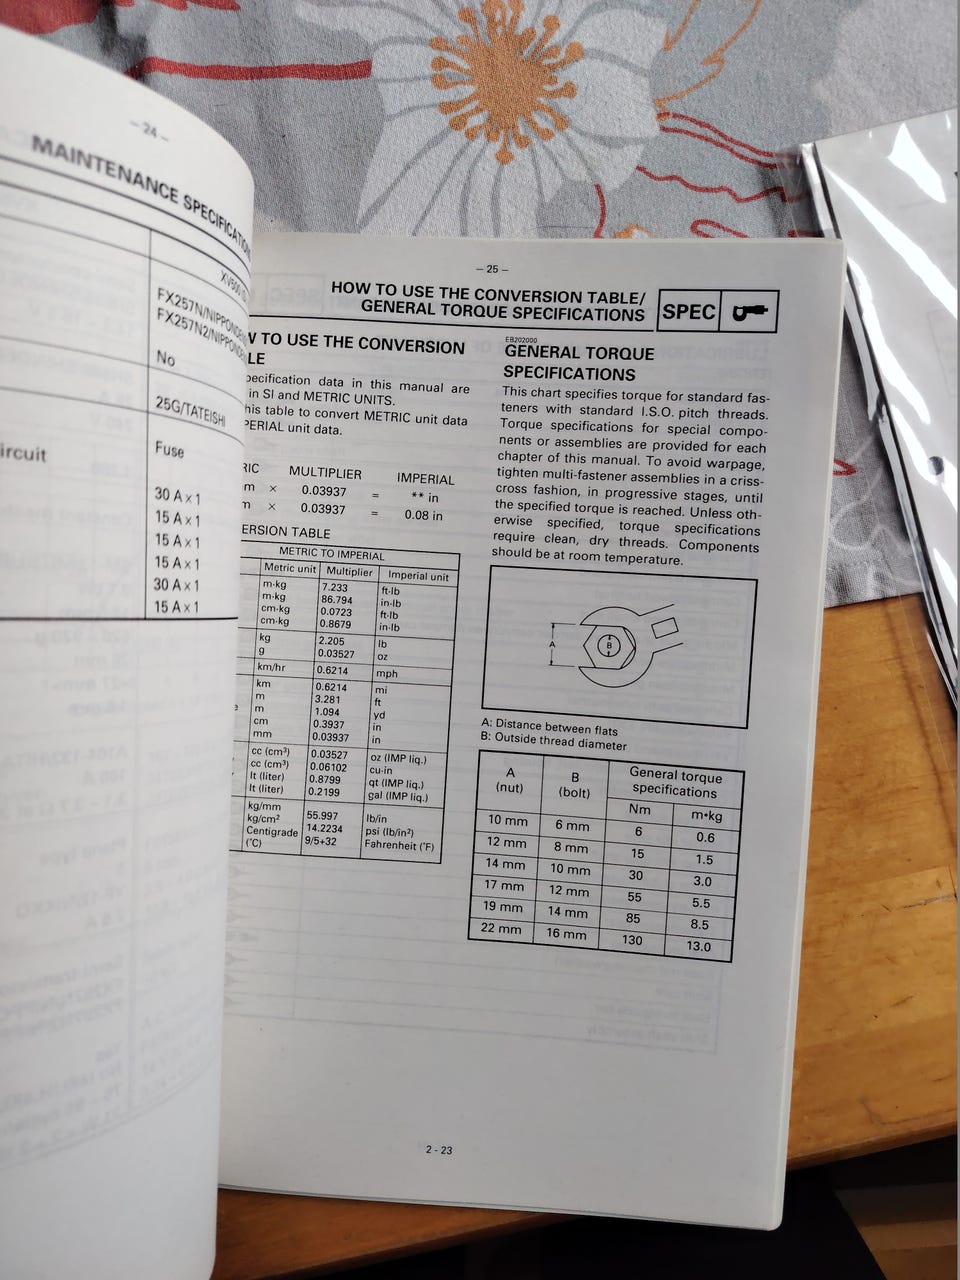 – 24 –
MAINTENANCE SPECIFICATION
FX257N/NIPPONDENSO
FX257N2/NIPPONDE
No
25G/TATEISHI
ircuit
Fuse
30 A x 1
15 A x 1
15 A x 1
15 A x 1
30 A x 1
15 A x 1
– 25 –
HOW TO USE THE CONVERSION TABLE/
GENERAL TORQUE SPECIFICATIONS
SPEC
W TO USE THE CONVERSION
LE
pecification data in this manual are
in SI and METRIC UNITS.
his table to convert METRIC unit data
PERIAL unit data.
RIC MULTIPLIER IMPERIAL
m × 0.03937 = ** in
m × 0.03937 = 0.08 in
ERSION TABLE
METRIC TO IMPERIAL
Metric unit Multiplier Imperial unit
m·kg 7.233 ft·lb
m·kg 86.794 in·lb
cm·kg 0.0723 ft·lb
cm·kg 0.8679 in·lb
kg 2.205 lb
g 0.03527 oz
km/hr 0.6214 mph
km 0.6214 mi
m 3.281 ft
m 1.094 yd
cm 0.3937 in
mm 0.03937 in
cc (cm³) 0.03527 oz (IMP liq.)
cc (cm³) 0.06102 cu·in
lt (liter) 0.8799 qt (IMP liq.)
lt (liter) 0.2199 gal (IMP liq.)
kg/mm 55.997 lb/in
kg/cm² 14.2234 psi (lb/in²)
Centigrade 9/5+32 Fahrenheit (°F)
(°C)
EB202000
GENERAL TORQUE
SPECIFICATIONS
This chart specifies torque for standard fas-
teners with standard I.S.O. pitch threads.
Torque specifications for special compo-
nents or assemblies are provided for each
chapter of this manual. To avoid warpage,
tighten multi-fastener assemblies in a criss-
cross fashion, in progressive stages, until
the specified torque is reached. Unless oth-
erwise specified, torque specifications
require clean, dry threads. Components
should be at room temperature.
A
B
A: Distance between flats
B: Outside thread diameter
A (nut) B (bolt) General torque specifications
Nm m•kg
10 mm 6 mm 6 0.6
12 mm 8 mm 15 1.5
14 mm 10 mm 30 3.0
17 mm 12 mm 55 5.5
19 mm 14 mm 85 8.5
22 mm 16 mm 130 13.0
2 - 23